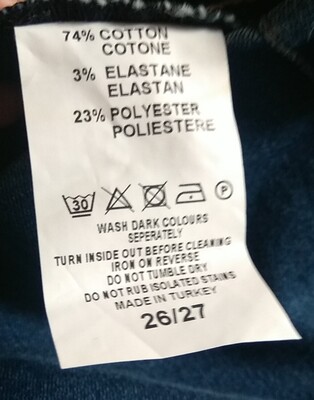 74% COTTON
COTONE
3% ELASTANE
ELASTAN
23% POLYESTER
POLIESTERE
30 P
WASH DARK COLOURS
SEPERATELY
TURN INSIDE OUT BEFORE CLEANING
IRON ON REVERSE
DO NOT TUMBLE DRY
DO NOT RUB ISOLATED STAINS
MADE IN TURKEY
26/27